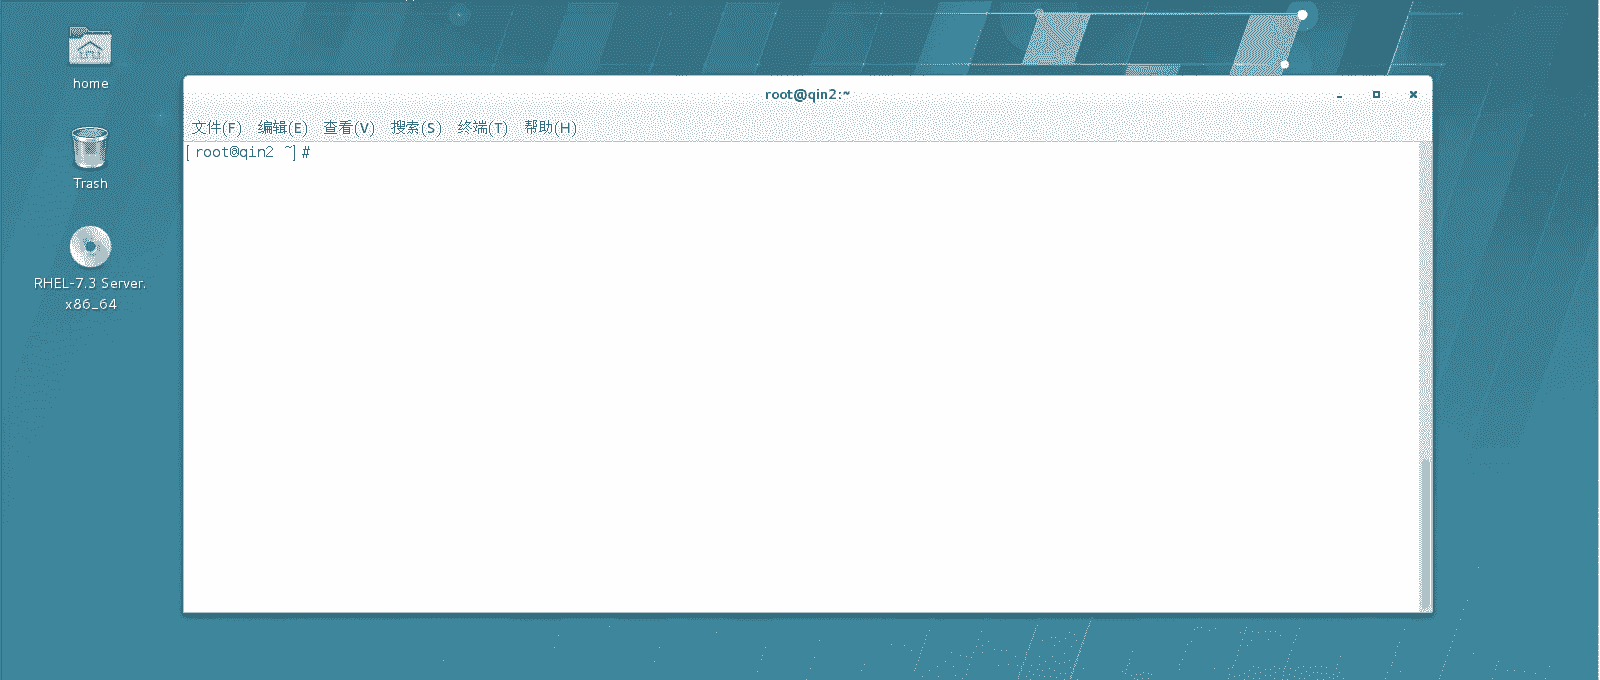 home
Trash
RHEL-7.3 Server.
x86_64
root@qin2:~
文件(F) 编辑(E) 查看(V) 搜索(S) 终端(T) 帮助(H)
[root@qin2 ~]#